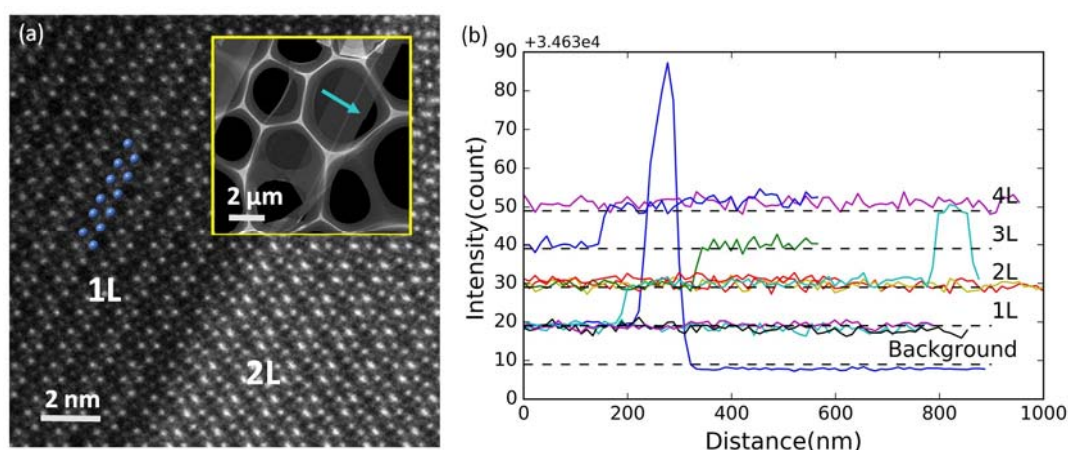 (a)
2 μm
1L
2L
2 nm
(b)
+3.463e4
90
80
70
60
50
40
30
20
10
0
Intensity(count)
4L
3L
2L
1L
Background
0
200
400
600
800
1000
Distance(nm)